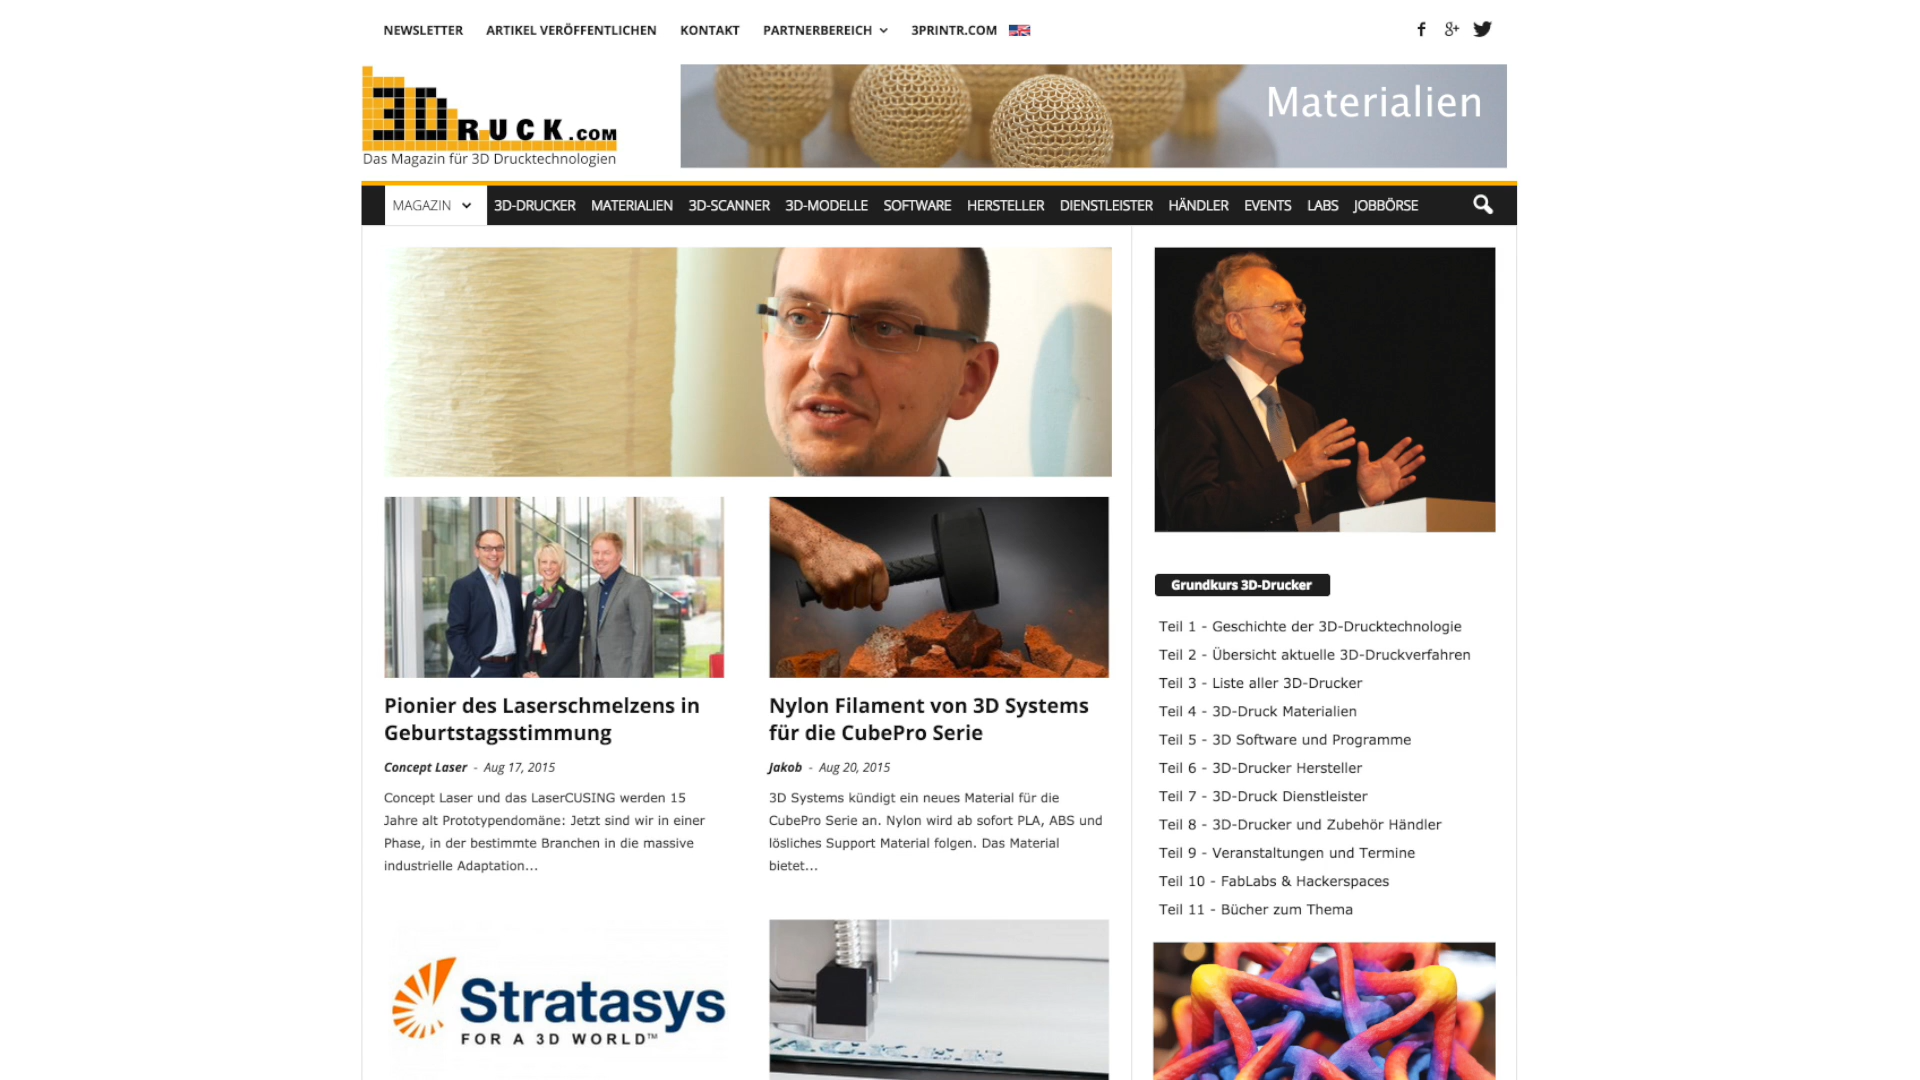 NEWSLETTER ARTIKEL VERÖFFENTLICHEN KONTAKT PARTNERBEREICH 3PRINTR.COM
3DRUCK.COM
Das Magazin für 3D Drucktechnologien
Materialien
MAGAZIN 3D-DRUCKER MATERIALIEN 3D-SCANNER 3D-MODELLE SOFTWARE HERSTELLER DIENSTLEISTER HÄNDLER EVENTS LABS JOBBÖRSE
Pionier des Laserschmelzens in
Geburtstagsstimmung
Concept Laser - Aug 17, 2015
Concept Laser und das LaserCUSING werden 15
Jahre alt Prototypendomäne: Jetzt sind wir in einer
Phase, in der bestimmte Branchen in die massive
industrielle Adaptation...
Nylon Filament von 3D Systems
für die CubePro Serie
Jakob - Aug 20, 2015
3D Systems kündigt ein neues Material für die
CubePro Serie an. Nylon wird ab sofort PLA, ABS und
lösliches Support Material folgen. Das Material
bietet...
Stratasys
FOR A 3D WORLD™
Grundkurs 3D-Drucker
Teil 1 - Geschichte der 3D-Drucktechnologie
Teil 2 - Übersicht aktuelle 3D-Druckverfahren
Teil 3 - Liste aller 3D-Drucker
Teil 4 - 3D-Druck Materialien
Teil 5 - 3D Software und Programme
Teil 6 - 3D-Drucker Hersteller
Teil 7 - 3D-Druck Dienstleister
Teil 8 - 3D-Drucker und Zubehör Händler
Teil 9 - Veranstaltungen und Termine
Teil 10 - FabLabs & Hackerspaces
Teil 11 - Bücher zum Thema